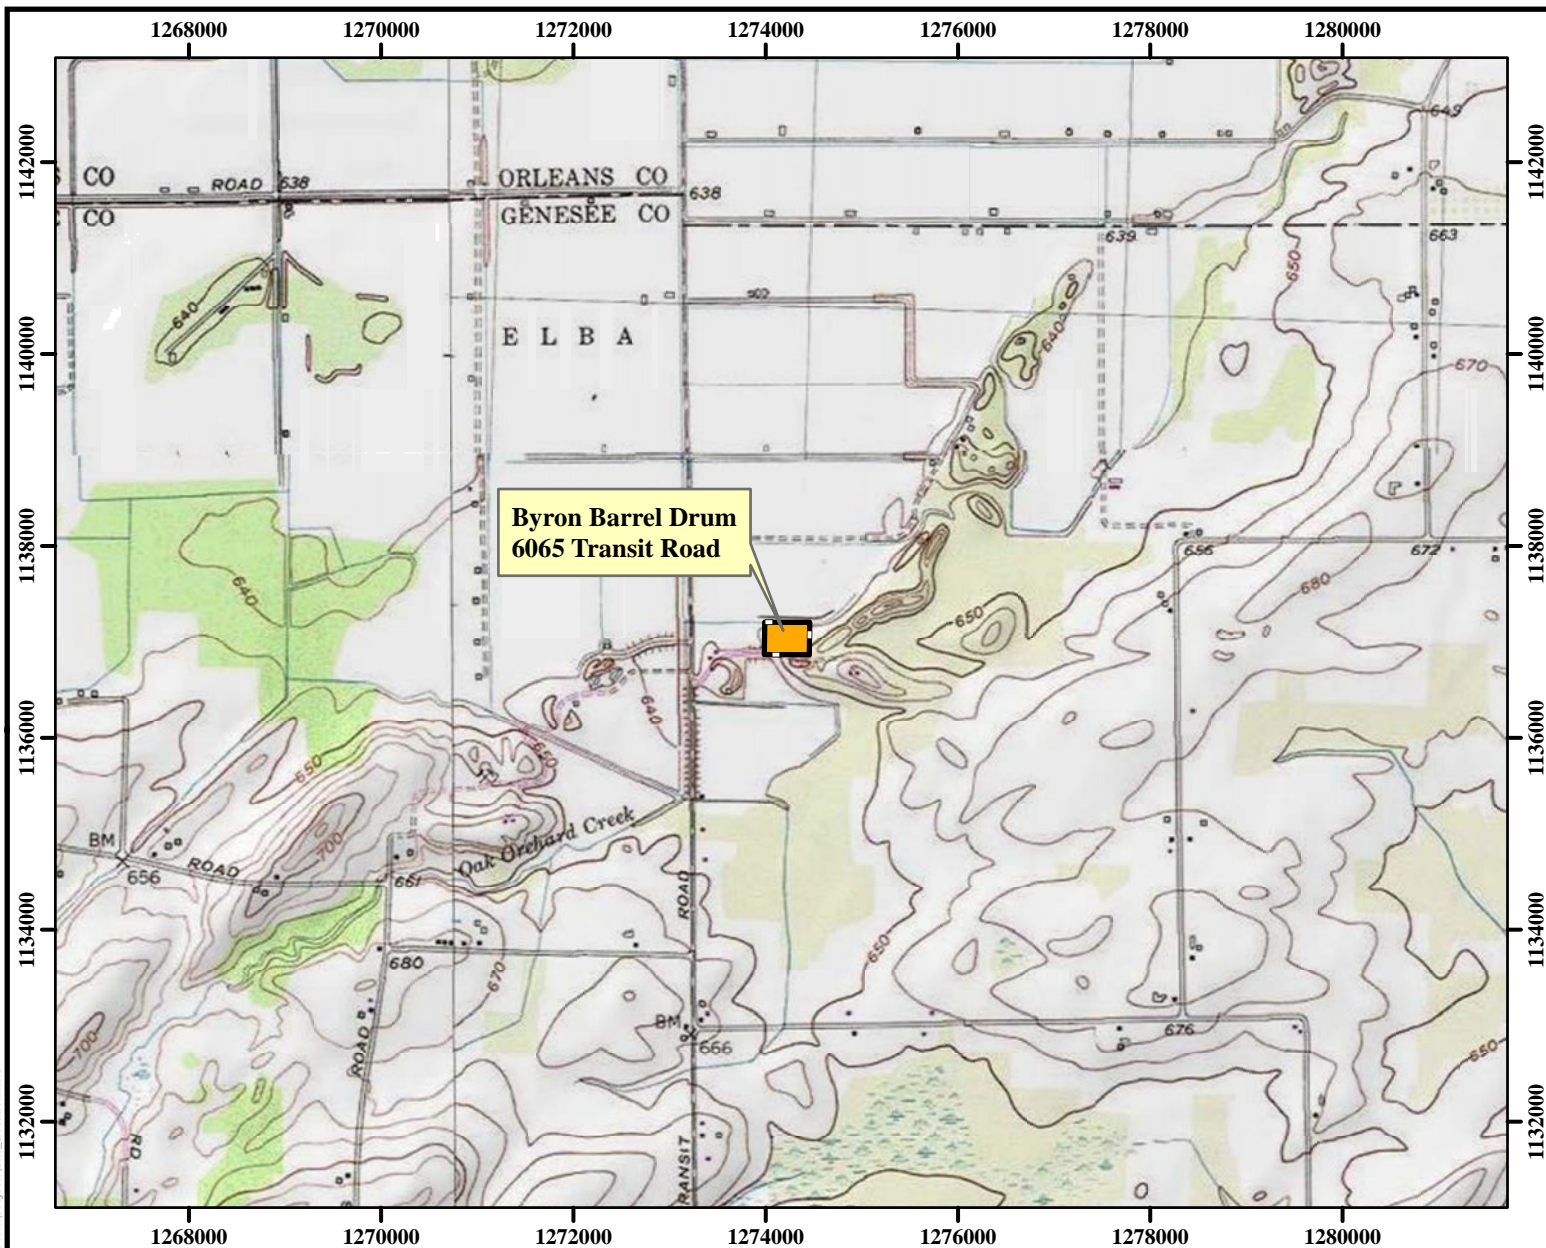 1268000 1270000 1272000 1274000 1276000 1278000 1280000
1142000 1142000
CO ROAD 638 ORLEANS CO 638
CO GENESEE CO
639 663
649
640
650
1140000 1140000
E L B A
640
670
Byron Barrel Drum
6065 Transit Road
1138000 1138000
656 672
680
640
650
640
1136000 1136000
650
650
BM
656
ROAD
700
661
Oak Orchard Creek
ROAD
1134000 1134000
680
670
650
BM
666
676
ROAD
700
650
1132000 1132000
RD
RANSIT
1268000 1270000 1272000 1274000 1276000 1278000 1280000